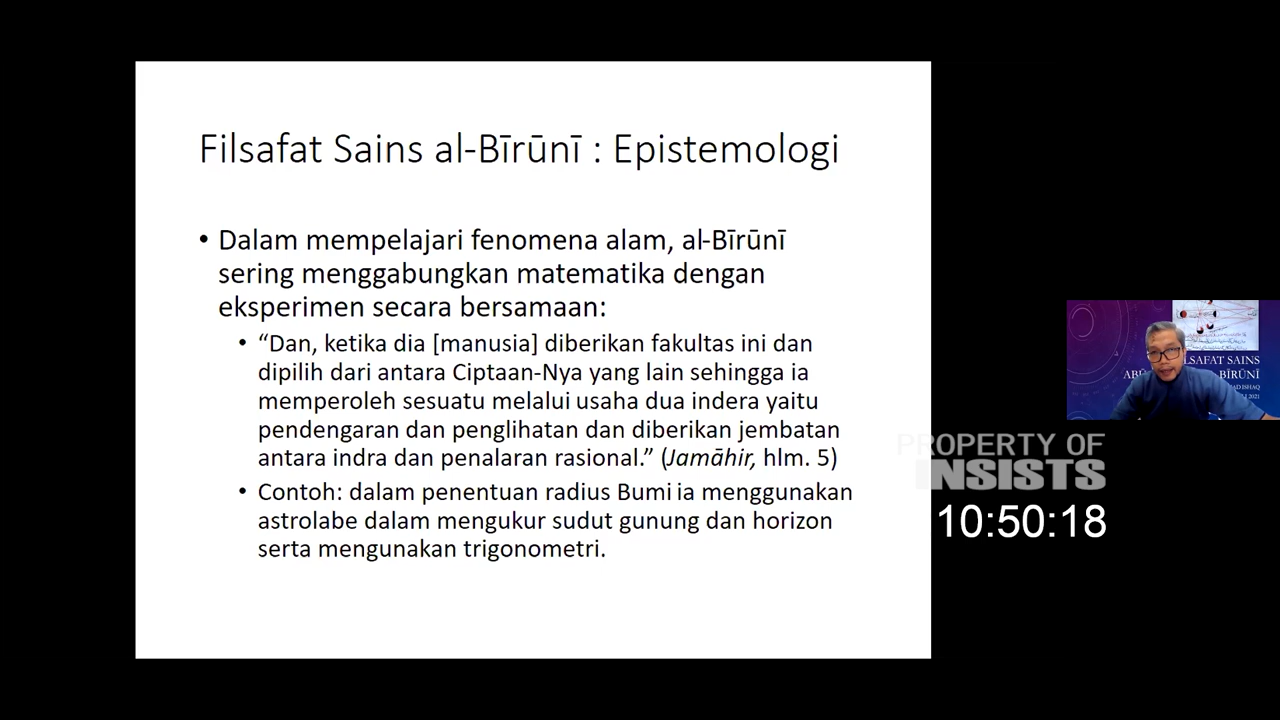 Filsafat Sains al-Bīrūnī : Epistemologi
• Dalam mempelajari fenomena alam, al-Bīrūnī
sering menggabungkan matematika dengan
eksperimen secara bersamaan:
• “Dan, ketika dia [manusia] diberikan fakultas ini dan
dipilih dari antara Ciptaan-Nya yang lain sehingga ia
memperoleh sesuatu melalui usaha dua indera yaitu
pendengaran dan penglihatan dan diberikan jembatan
antara indra dan penalaran rasional.” (Jamāhir, hlm. 5)
• Contoh: dalam penentuan radius Bumi ia menggunakan
astrolabe dalam mengukur sudut gunung dan horizon
serta mengunakan trigonometri.
LSAFAT SAINS
BĪRŪNĪ
2021
PROPERTY OF
INSISTS
10:50:18